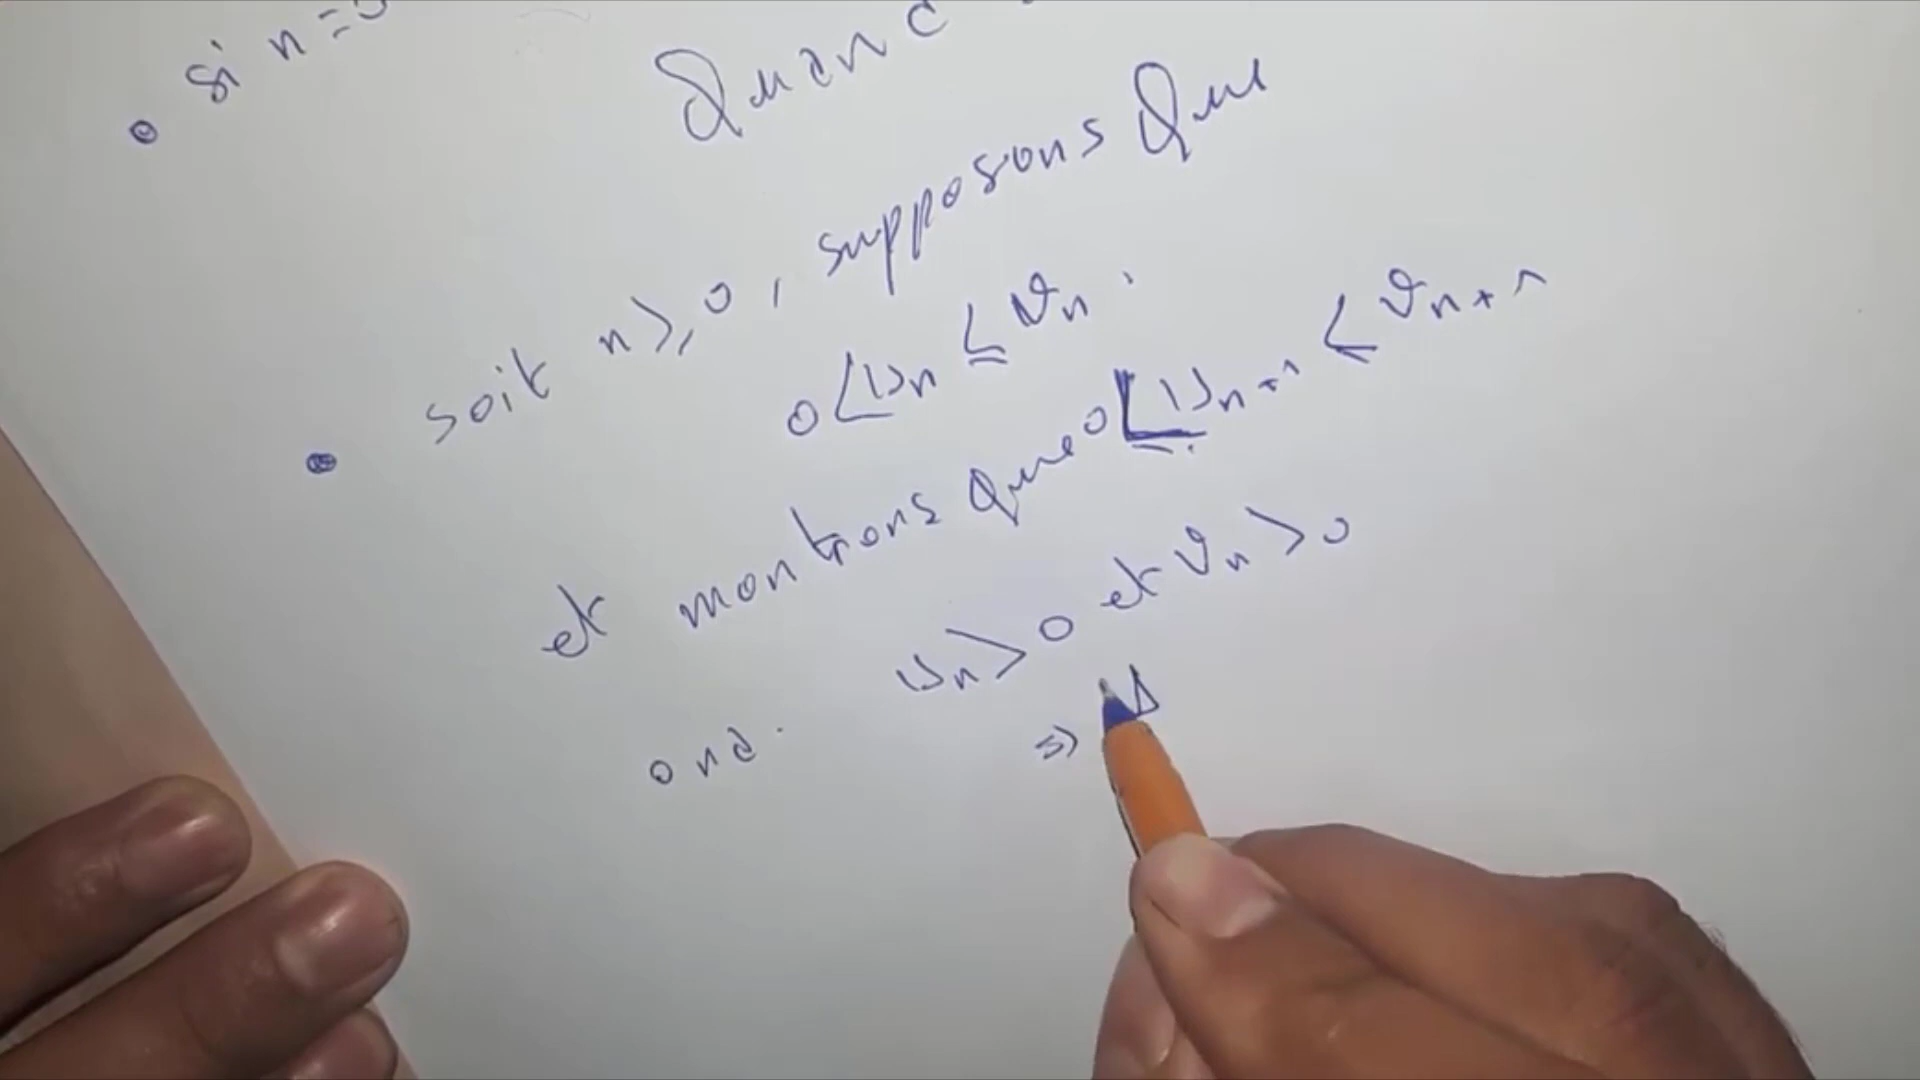 • si n = 0
Quand
• soit n ≥ 0, supposons que
0 < Un ≤ Vn.
et montrons que 0 < Un+1 ≤ Vn+1
on a. Un > 0 et Vn > 0
⇒